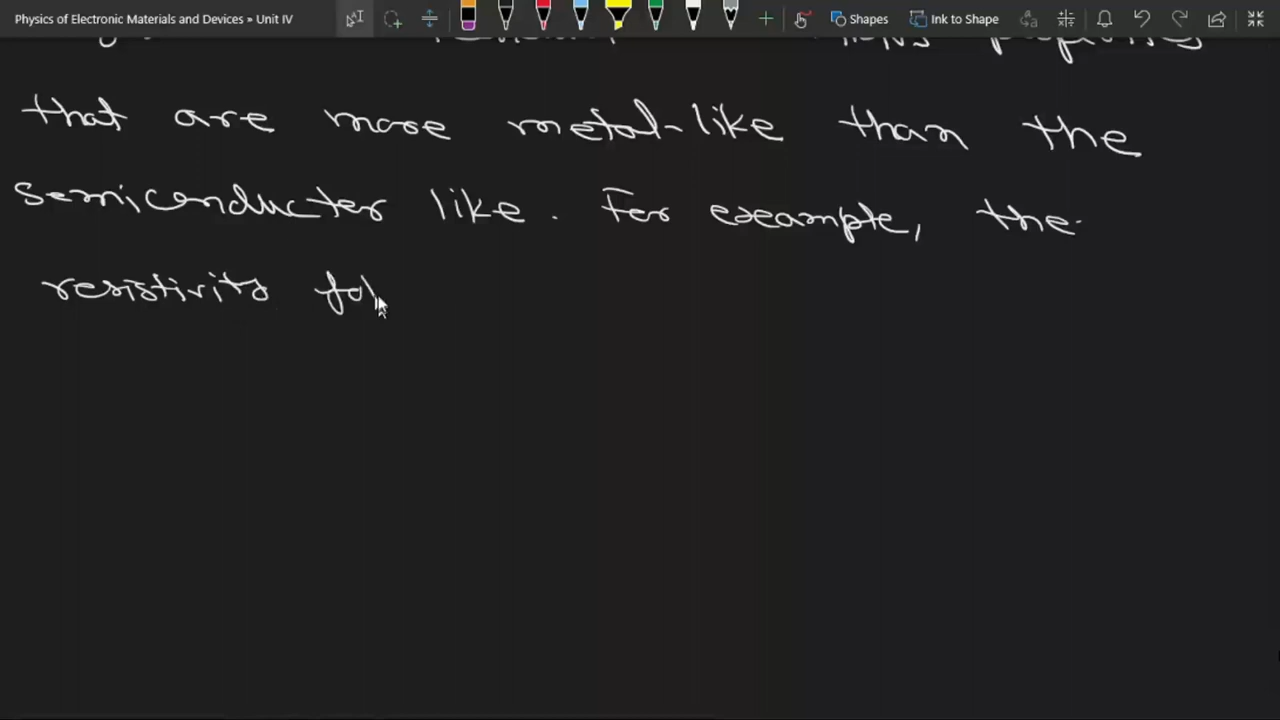 Physics of Electronic Materials and Devices » Unit IV
Shapes
Ink to Shape
that are more metal-like than the
semiconducter like. For example, the
resistivity fol